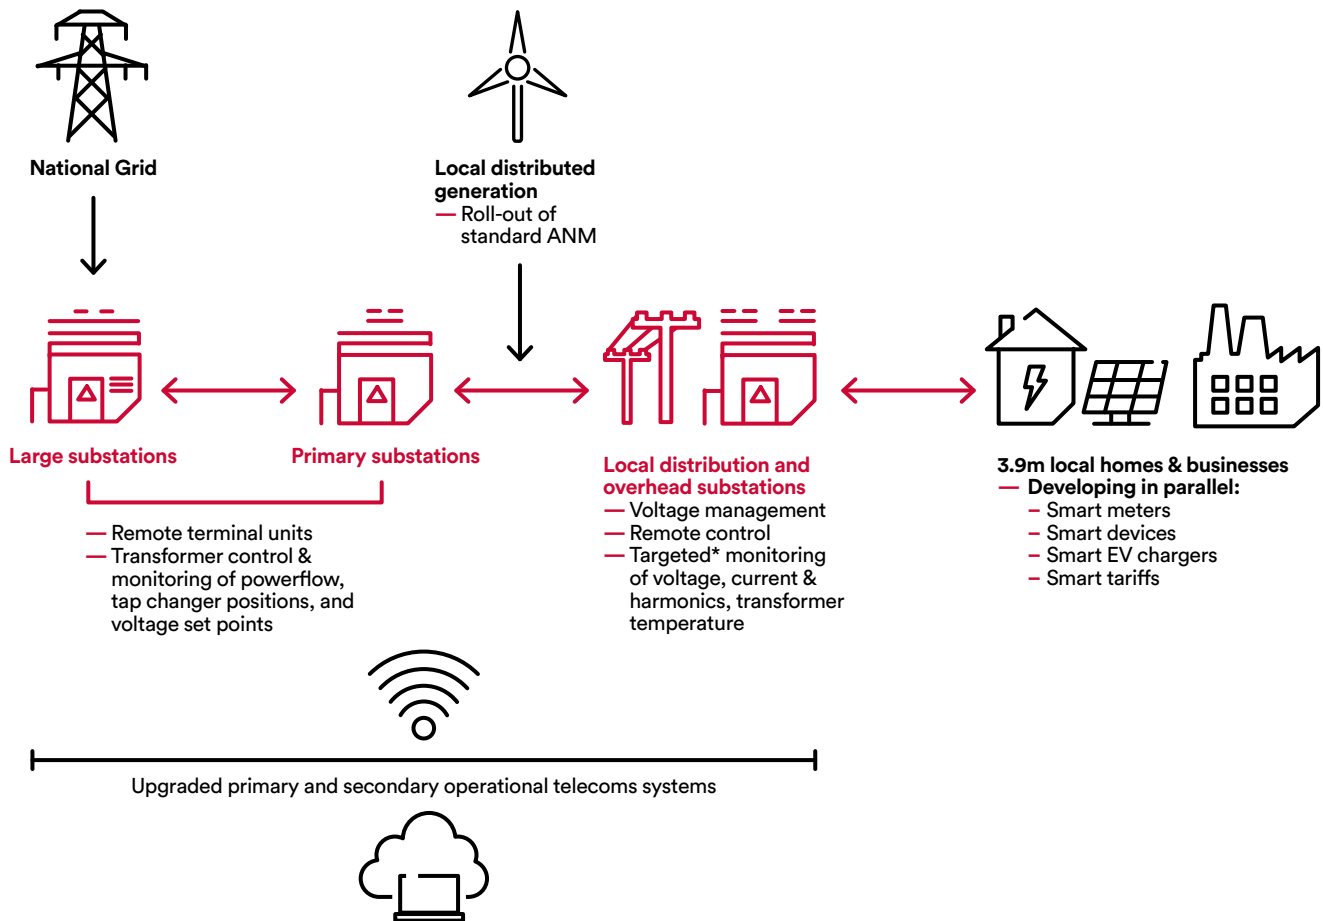 National Grid
Local distributed
generation
— Roll-out of
standard ANM
Large substations
Primary substations
— Remote terminal units
— Transformer control &
monitoring of powerflow,
tap changer positions, and
voltage set points
Local distribution and
overhead substations
— Voltage management
— Remote control
— Targeted* monitoring
of voltage, current &
harmonics, transformer
temperature
3.9m local homes & businesses
— Developing in parallel:
– Smart meters
– Smart devices
– Smart EV chargers
– Smart tariffs
Upgraded primary and secondary operational telecoms systems